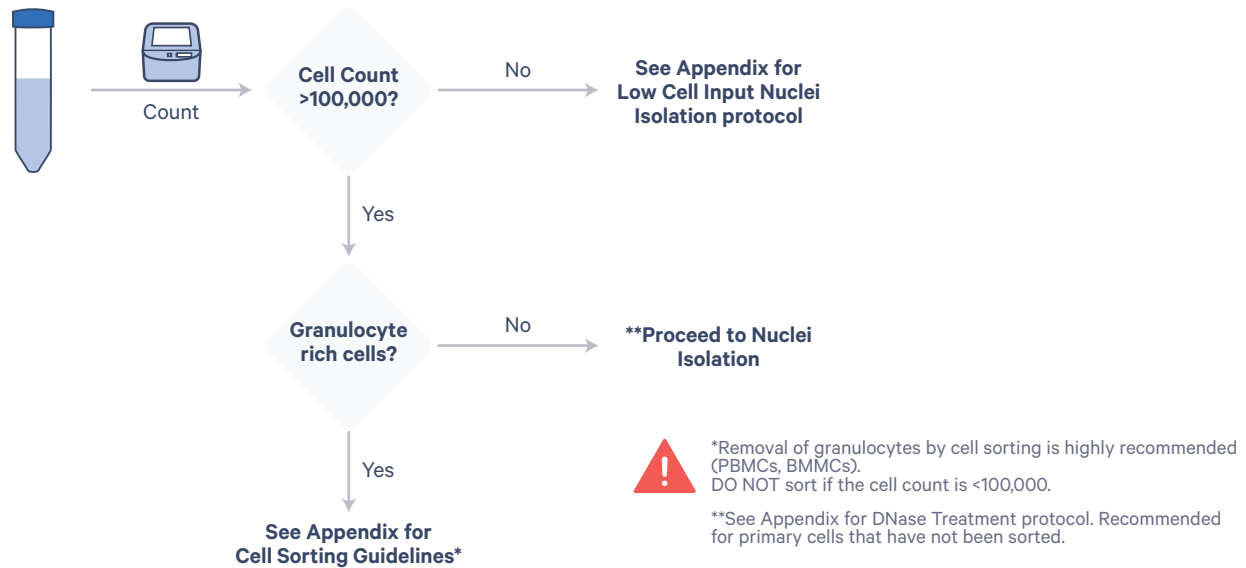 Count
Cell Count
>100,000?
No
See Appendix for
Low Cell Input Nuclei
Isolation protocol
Yes
Granulocyte
rich cells?
No
**Proceed to Nuclei
Isolation
Yes
See Appendix for
Cell Sorting Guidelines*
*Removal of granulocytes by cell sorting is highly recommended
(PBMCs, BMMCs).
DO NOT sort if the cell count is <100,000.
**See Appendix for DNase Treatment protocol. Recommended
for primary cells that have not been sorted.